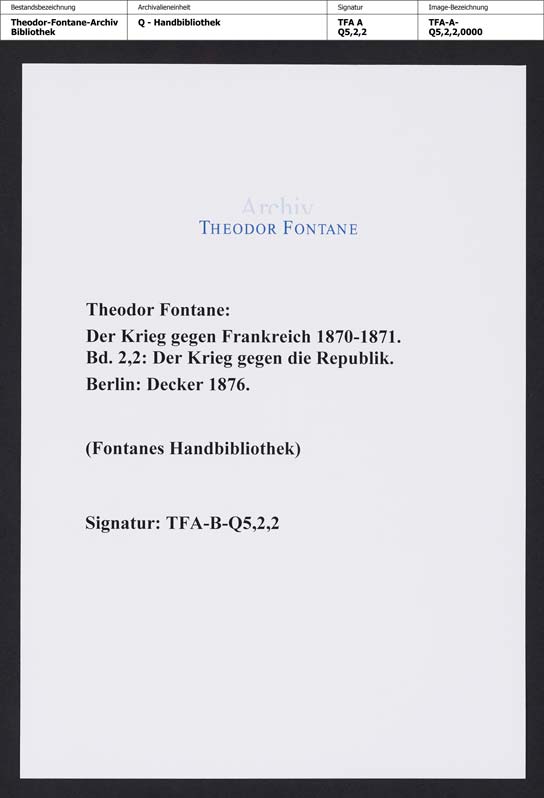 Bestandsbezeichnung
Archivalieneinheit
Signatur
Image-Bezeichnung
Theodor-Fontane-Archiv
Bibliothek
Q - Handbibliothek
TFA A
Q5,2,2
TFA-A-
Q5,2,2,0000
Archiv
THEODOR FONTANE
Theodor Fontane:
Der Krieg gegen Frankreich 1870-1871.
Bd. 2,2: Der Krieg gegen die Republik.
Berlin: Decker 1876.
(Fontanes Handbibliothek)
Signatur: TFA-B-Q5,2,2